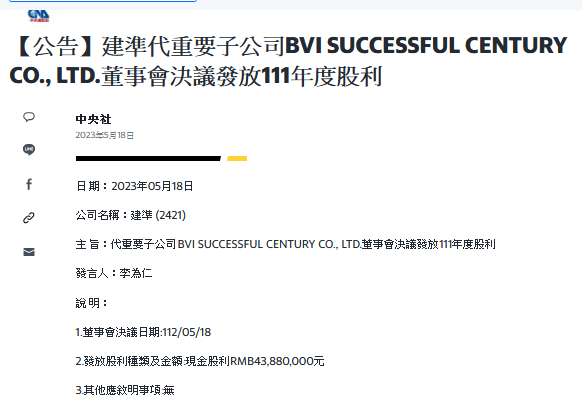 CNA
中央通訊社
【公告】建準代重要子公司BVI SUCCESSFUL CENTURY
CO., LTD.董事會決議發放111年度股利
中央社
2023年5月18日
LINE
日期：2023年05月18日
公司名稱：建準 (2421)
主旨：代重要子公司BVI SUCCESSFUL CENTURY CO., LTD.董事會決議發放111年度股利
發言人：李為仁
說明：
1.董事會決議日期:112/05/18
2.發放股利種類及金額:現金股利RMB43,880,000元
3.其他應敘明事項:無